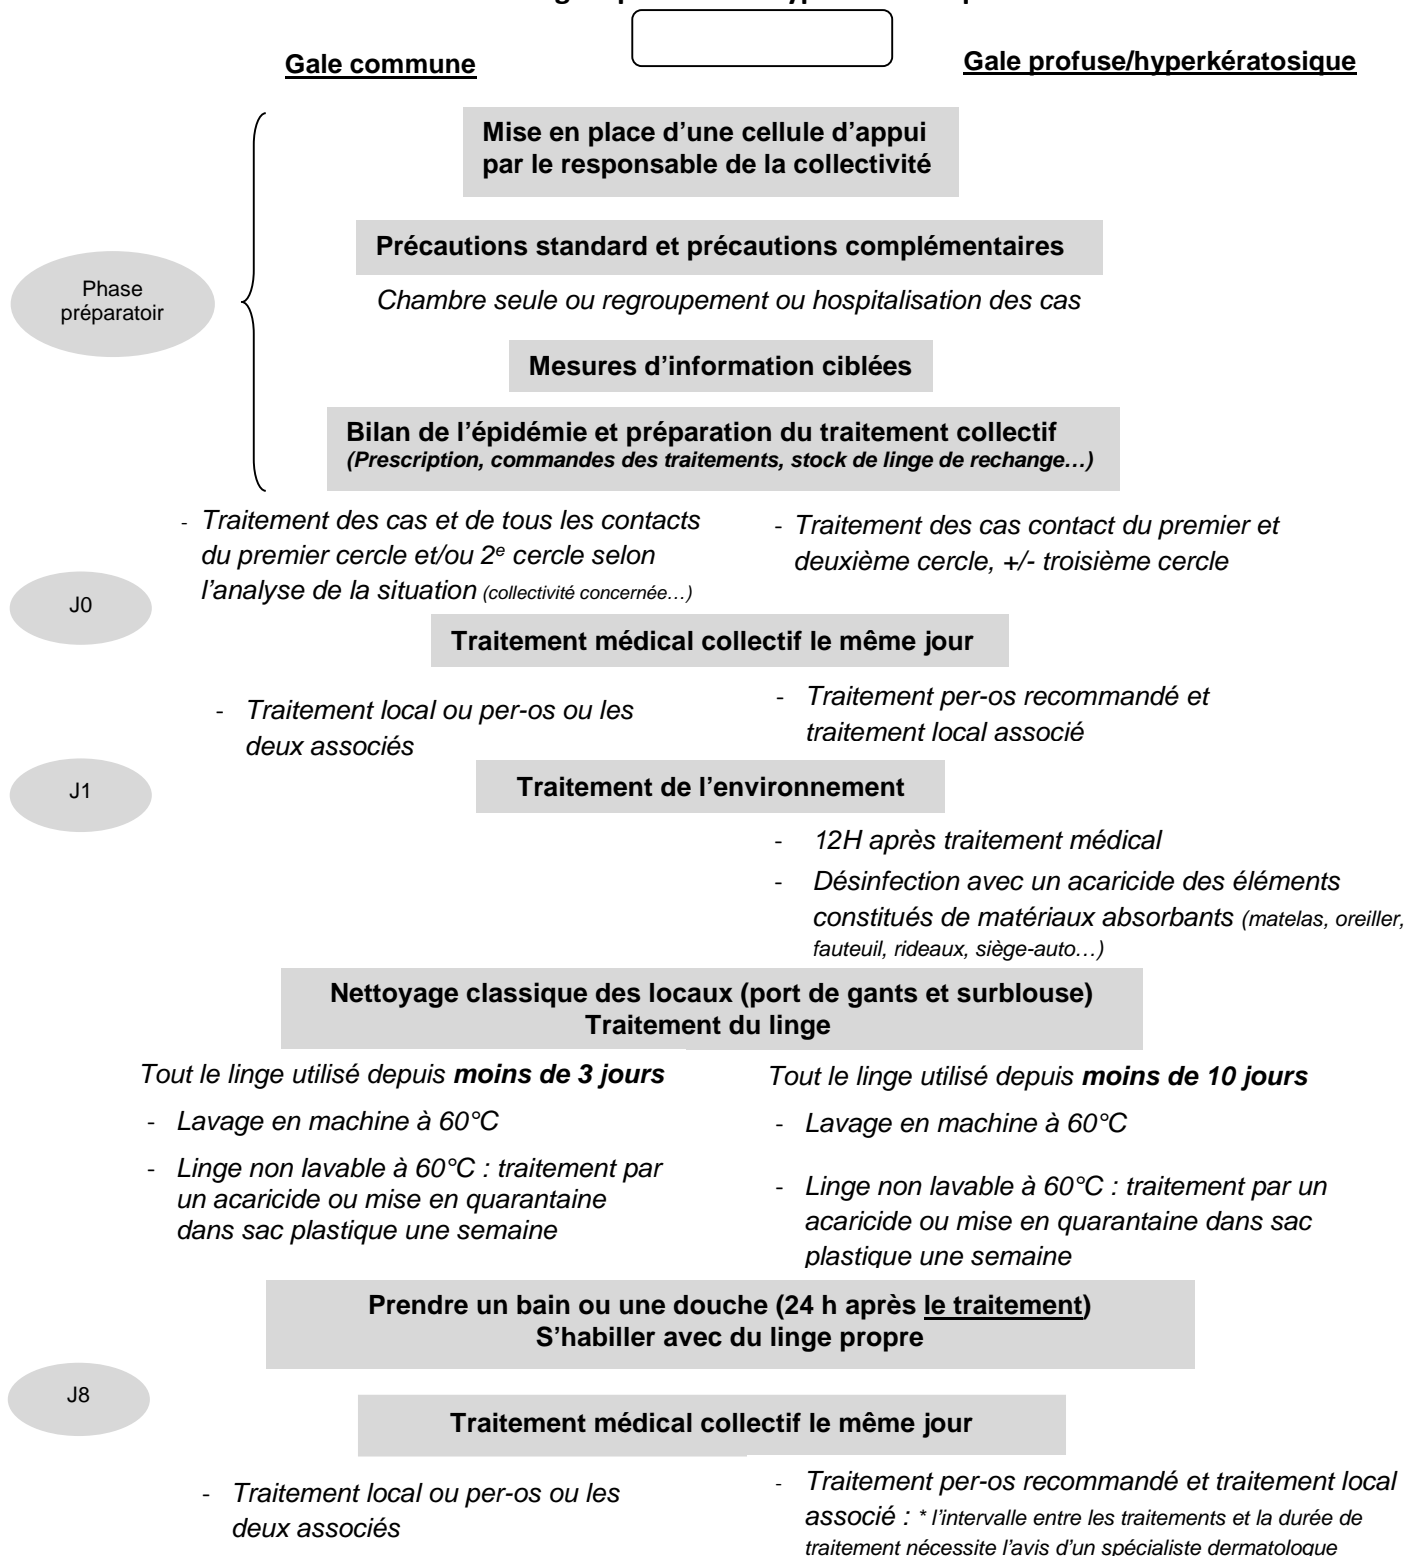 Gale commune
Gale profuse/hyperkératosique
Mise en place d’une cellule d’appui
par le responsable de la collectivité
Précautions standard et précautions complémentaires
Chambre seule ou regroupement ou hospitalisation des cas
Phase
préparatoir
Mesures d’information ciblées
Bilan de l’épidémie et préparation du traitement collectif
(Prescription, commandes des traitements, stock de linge de rechange…)
- Traitement des cas et de tous les contacts
du premier cercle et/ou 2e cercle selon
l’analyse de la situation (collectivité concernée…)
- Traitement des cas contact du premier et
deuxième cercle, +/- troisième cercle
J0
Traitement médical collectif le même jour
- Traitement local ou per-os ou les
deux associés
- Traitement per-os recommandé et
traitement local associé
J1
Traitement de l’environnement
- 12H après traitement médical
- Désinfection avec un acaricide des éléments
constitués de matériaux absorbants (matelas, oreiller,
fauteuil, rideaux, siège-auto…)
Nettoyage classique des locaux (port de gants et surblouse)
Traitement du linge
Tout le linge utilisé depuis moins de 3 jours
- Lavage en machine à 60°C
- Linge non lavable à 60°C : traitement par
un acaricide ou mise en quarantaine
dans sac plastique une semaine
Tout le linge utilisé depuis moins de 10 jours
- Lavage en machine à 60°C
- Linge non lavable à 60°C : traitement par un
acaricide ou mise en quarantaine dans sac
plastique une semaine
Prendre un bain ou une douche (24 h après le traitement)
S’habiller avec du linge propre
J8
Traitement médical collectif le même jour
- Traitement local ou per-os ou les
deux associés
- Traitement per-os recommandé et traitement local
associé : * l’intervalle entre les traitements et la durée de
traitement nécessite l’avis d’un spécialiste dermatologue